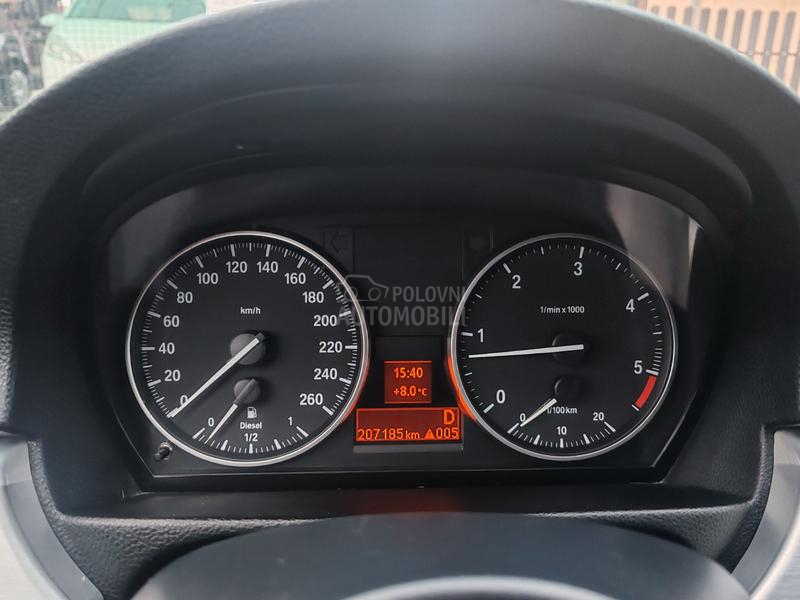 0 20 40 60 80 100 120 140 160 180 200 220 240 260
km/h
0 1/2 1
Diesel
POLOVNI
AUTOMOBILI
15:40
+8.0°C
D
207185 km 005
0 1 2 3 4 5
1/min x 1000
l/100km
0 10 20